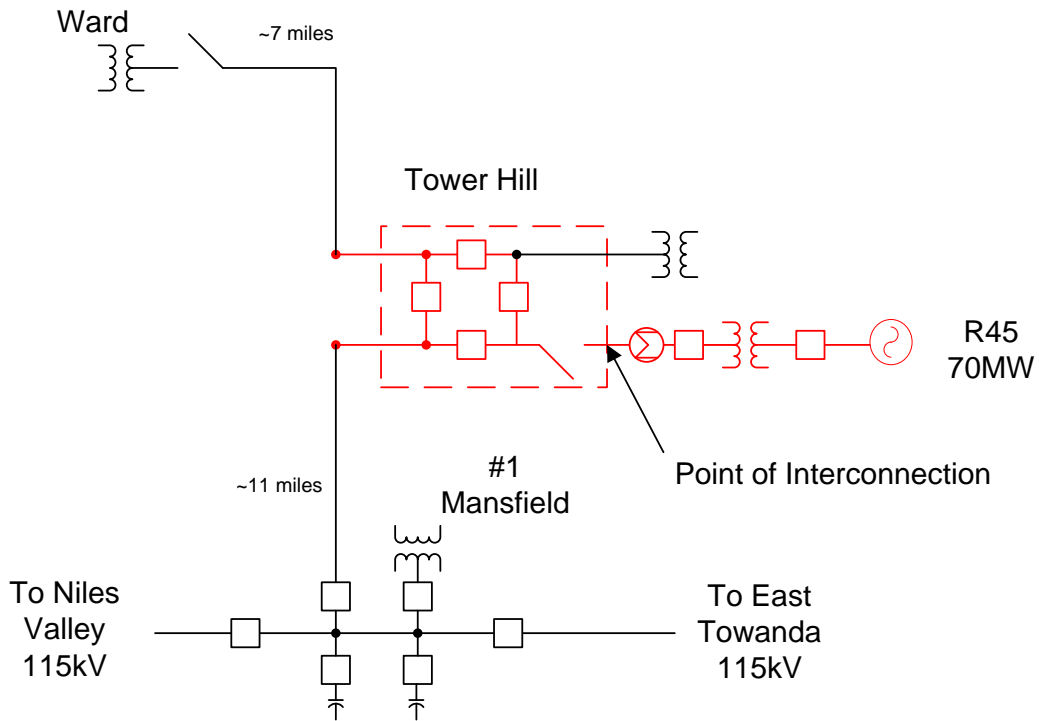 Ward
~7 miles
Tower Hill
R45
70MW
Point of Interconnection
#1
Mansfield
~11 miles
To Niles
Valley
115kV
To East
Towanda
115kV